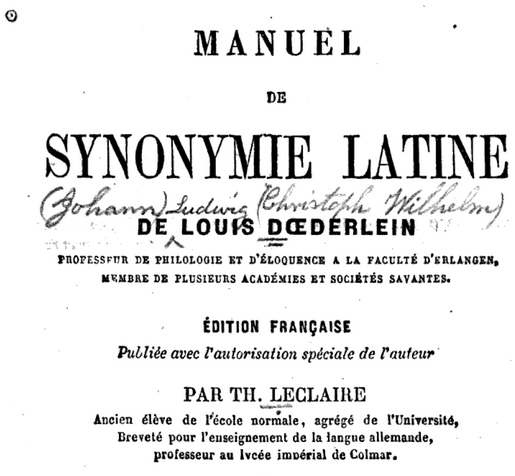 MANUEL
DE
SYNONYMIE LATINE
(Johann) Ludwig (Christoph Wilhelm)
DE LOUIS DŒDERLEIN
PROFESSEUR DE PHILOLOGIE ET D'ÉLOQUENCE A LA FACULTÉ D'ERLANGEN,
MEMBRE DE PLUSIEURS ACADÉMIES ET SOCIÉTÉS SAVANTES.
ÉDITION FRANÇAISE
Publiée avec l'autorisation spéciale de l'auteur
PAR TH. LECLAIRE
Ancien élève de l'école normale, agrégé de l'Université,
Breveté pour l'enseignement de la langue allemande,
professeur au lycée impérial de Colmar.